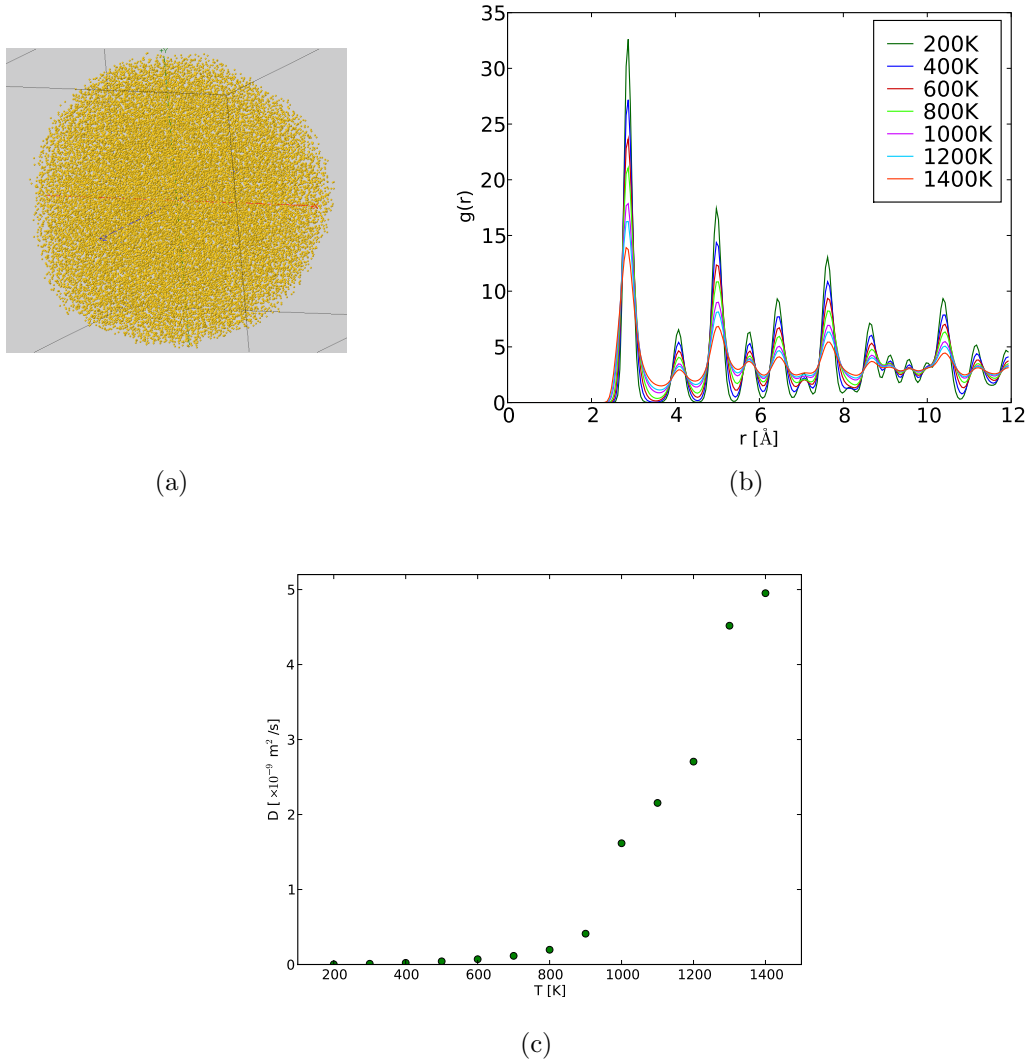 +Y
X
+Z
(a)
35
30
25
20
15
10
5
0
g(r)
0 2 4 6 8 10 12
r [Å]
200K
400K
600K
800K
1000K
1200K
1400K
(b)
5
4
3
2
1
0
D [ ×10⁻⁹ m² /s]
200 400 600 800 1000 1200 1400
T [K]
(c)